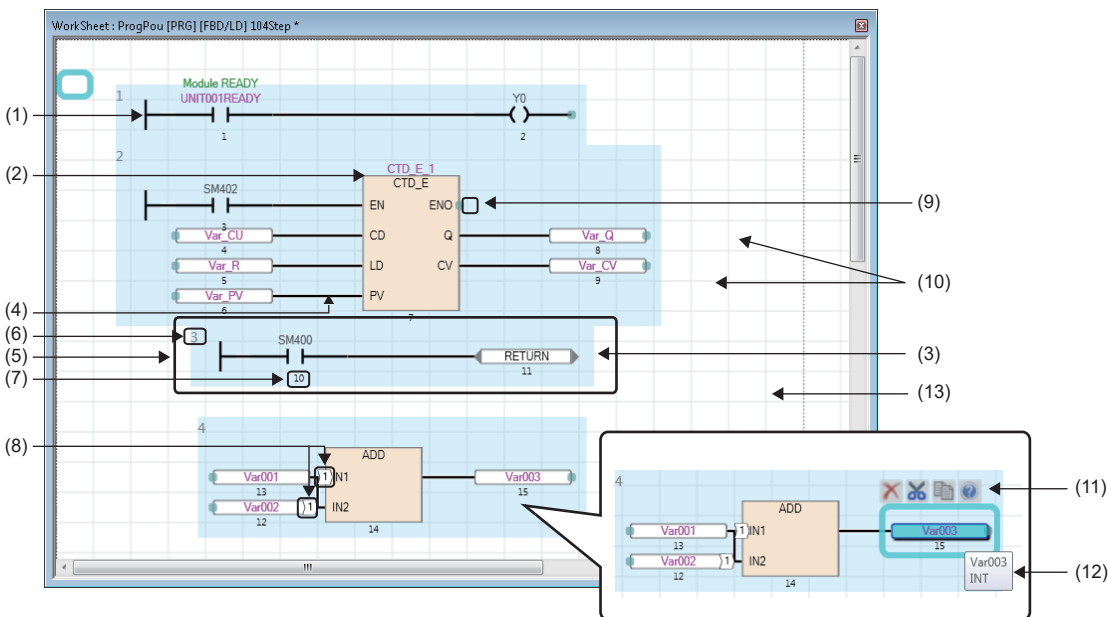 WorkSheet : ProgPou [PRG] [FBD/LD] 104Step *
1
Module READY
UNIT001READY
1
Y0
2
(1)
2
CTD_E_1
CTD_E
(2)
SM402
3
EN
ENO
(9)
Var_CU
4
CD
Q
Var_Q
8
Var_R
5
LD
CV
Var_CV
9
(10)
Var_PV
6
PV
7
(4)
(6)
3
SM400
(5)
RETURN
11
(3)
(7)
10
(13)
4
(8)
ADD
Var001
13
1
IN1
Var003
15
Var002
12
1
IN2
14
4
(11)
ADD
Var001
13
1
IN1
Var003
15
Var002
12
1
IN2
14
Var003
INT
(12)